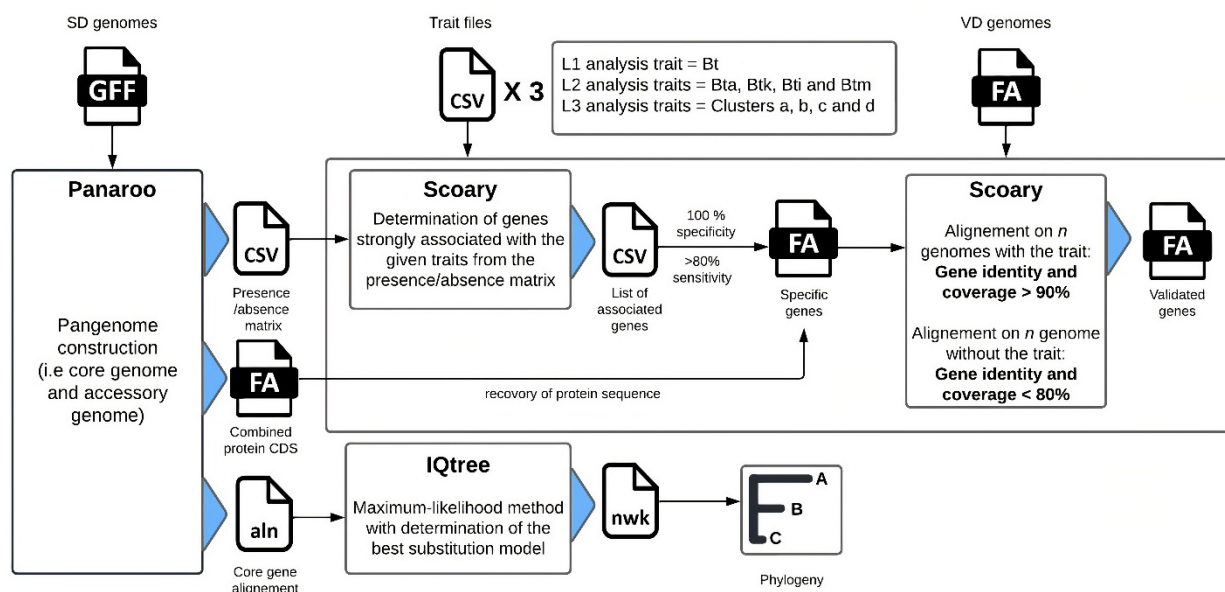 SD genomes
GFF
Trait files
CSV
X 3
L1 analysis trait = Bt
L2 analysis traits = Bta, Btk, Bti and Btm
L3 analysis traits = Clusters a, b, c and d
VD genomes
FA
Panaroo
Pangenome
construction
(i.e core genome
and accessory
genome)
CSV
Presence
/absence
matrix
FA
Combined
protein CDS
aln
Core gene
alignement
Scoary
Determination of genes
strongly associated with the
given traits from the
presence/absence matrix
CSV
List of
associated
genes
100 %
specificity
>80%
sensitivity
FA
Specific
genes
recovery of protein sequence
Scoary
Alignement on n
genomes with the trait:
Gene identity and
coverage > 90%
Alignement on n genome
without the trait:
Gene identity and
coverage < 80%
FA
Validated
genes
IQtree
Maximum-likelihood method
with determination of the
best substitution model
nwk
A
B
C
Phylogeny